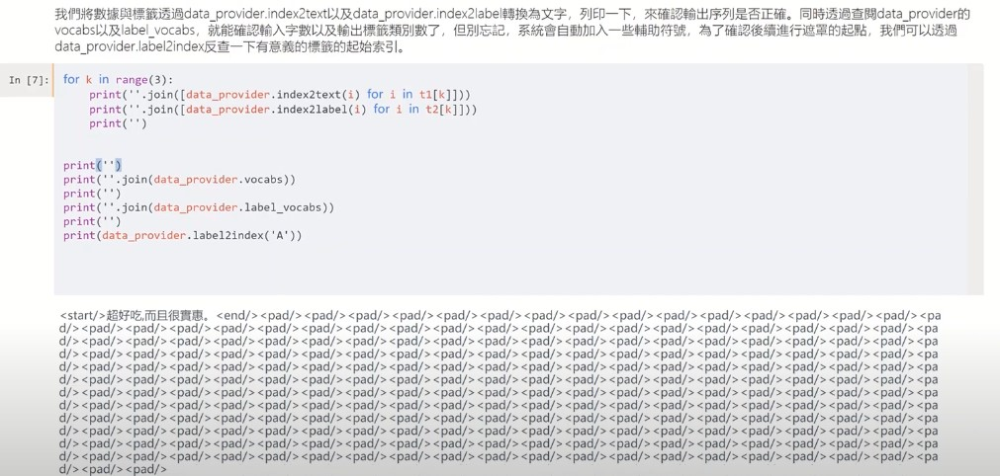 我們將數據與標籤透過data_provider.index2text以及data_provider.index2label轉換為文字，列印一下，來確認輸出序列是否正確。同時透過查閱data_provider的
vocabs以及label_vocabs，就能確認輸入字數以及輸出標籤類別數了，但別忘記，系統會自動加入一些輔助符號，為了確認後續進行遮罩的起點，我們可以透過
data_provider.label2index反查一下有意義的標籤的起始索引。
In [7]: for k in range(3):
print(''.join([data_provider.index2text(i) for i in t1[k]]))
print(''.join([data_provider.index2label(i) for i in t2[k]]))
print('')
print('')
print(''.join(data_provider.vocabs))
print('')
print(''.join(data_provider.label_vocabs))
print('')
print(data_provider.label2index('A'))
<start/>超好吃,而且很實惠。<end/><pad/><pad/><pad/><pad/><pad/><pad/><pad/><pad/><pad/><pad/><pad/><pad/><pad/><pad/><pad/><pa
d/><pad/><pad/><pad/><pad/><pad/><pad/><pad/><pad/><pad/><pad/><pad/><pad/><pad/><pad/><pad/><pad/><pad/><pad/><pad/><pa
d/><pad/><pad/><pad/><pad/><pad/><pad/><pad/><pad/><pad/><pad/><pad/><pad/><pad/><pad/><pad/><pad/><pad/><pad/><pad/><pa
d/><pad/><pad/><pad/><pad/><pad/><pad/><pad/><pad/><pad/><pad/><pad/><pad/><pad/><pad/><pad/><pad/><pad/><pad/><pad/><pa
d/><pad/><pad/><pad/><pad/><pad/><pad/><pad/><pad/><pad/><pad/><pad/><pad/><pad/><pad/><pad/><pad/><pad/><pad/><pad/><pa
d/><pad/><pad/><pad/><pad/><pad/><pad/><pad/><pad/><pad/><pad/><pad/><pad/><pad/><pad/><pad/><pad/><pad/><pad/><pad/><pa
d/><pad/><pad/><pad/><pad/><pad/><pad/><pad/><pad/><pad/><pad/><pad/><pad/><pad/><pad/><pad/><pad/><pad/><pad/><pad/><pa
d/><pad/><pad/><pad/><pad/><pad/><pad/><pad/><pad/><pad/><pad/><pad/><pad/><pad/><pad/><pad/><pad/><pad/><pad/><pad/><pa
d/><pad/><pad/><pad/><pad/><pad/><pad/><pad/><pad/><pad/><pad/><pad/><pad/><pad/><pad/><pad/><pad/><pad/><pad/><pad/><pa
d/><pad/><pad/><pad/><pad/><pad/><pad/><pad/><pad/><pad/><pad/><pad/><pad/><pad/><pad/><pad/><pad/><pad/><pad/><pad/><pa
d/><pad/><pad/><pad/><pad/><pad/><pad/><pad/><pad/><pad/><pad/><pad/><pad/><pad/><pad/><pad/><pad/><pad/><pad/><pad/><pa
d/><pad/><pad/><pad/><pad/><pad/><pad/><pad/><pad/><pad/><pad/><pad/><pad/><pad/><pad/><pad/><pad/><pad/><pad/><pad/><pa
d/><pad/><pad/>